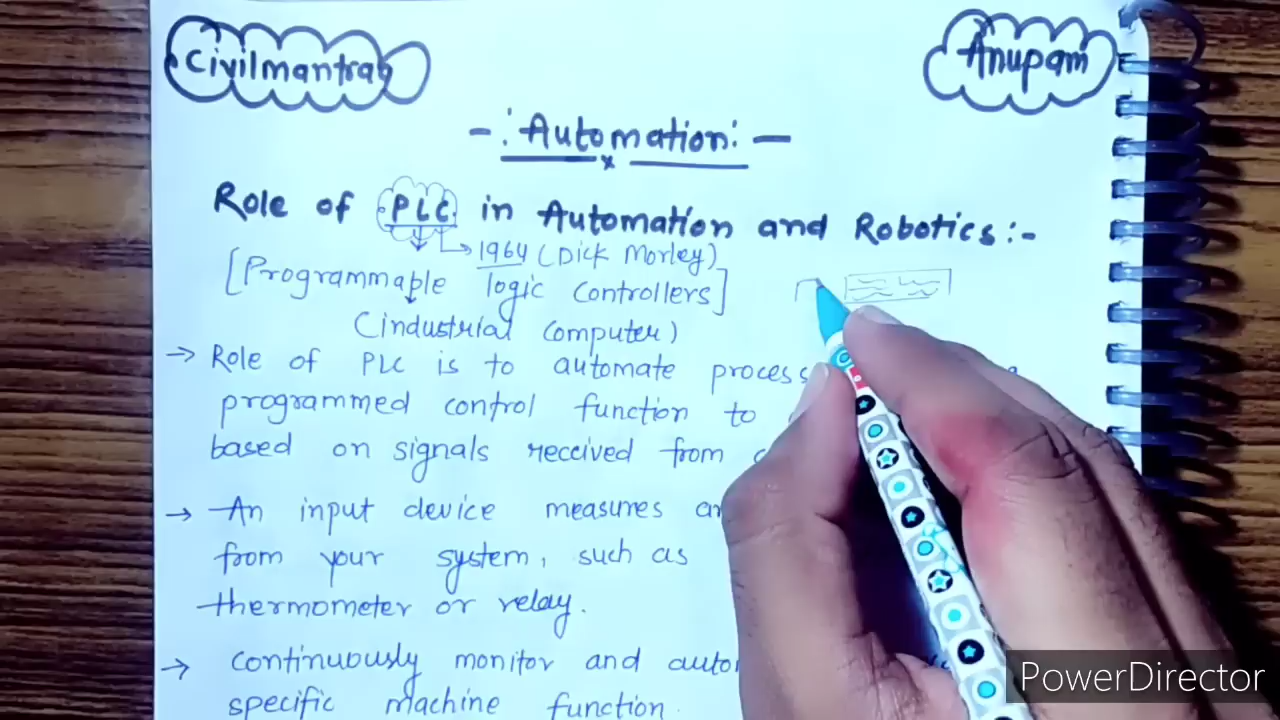 Civilmantra
Anupam
-: Automation: -
Role of PLC in Automation and Robotics:-
→ 1964 (Dick Morley)
[Programmable logic Controllers]
(industrial Computer)
→ Role of PLC is to automate process
programmed control function to
based on signals received from
→ An input device measures
from your system, such as
thermometer or relay.
→ Continuously monitor and
specific machine function.
PowerDirector